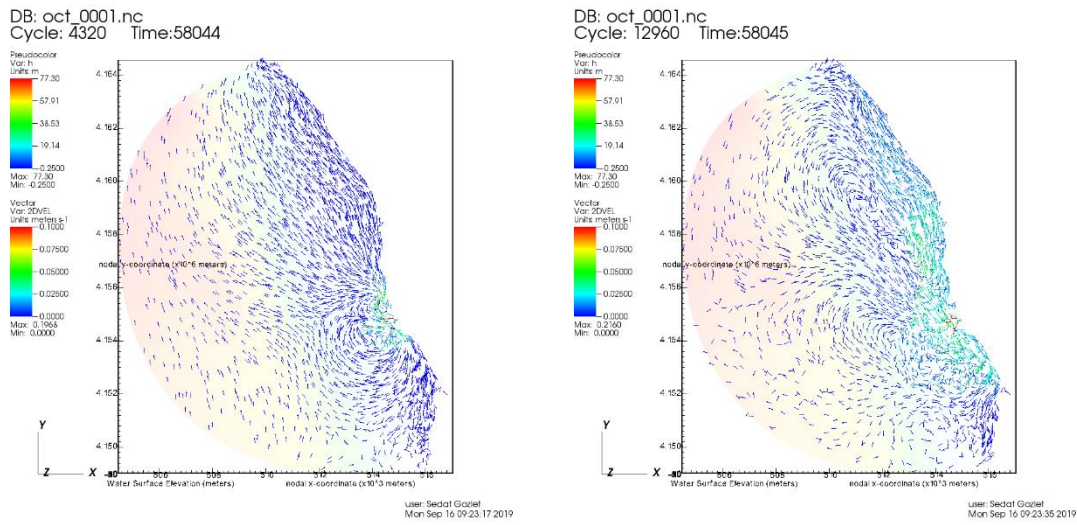 DB: oct_0001.nc
Cycle: 4320 Time:58044
Pseudocolor
Var: h
Units: m
77.30
57.91
38.53
19.14
-0.2500
Max: 77.30
Min: -0.2500
Vector
Var: 2DVEL
Units: meters s-1
0.1000
0.07500
0.05000
0.02500
0.0000
Max: 0.1968
Min: 0.0000
4.164
4.162
4.160
4.158
nodal y-coordinate (x10^6 meters)
4.156
4.154
4.152
4.150
Y
Z X
Water Surface Elevation (meters) nodal x-coordinate (x10^3 meters)
user: Sedat Gozlet
Mon Sep 16 09:23:17 2019
DB: oct_0001.nc
Cycle: 12960 Time:58045
Pseudocolor
Var: h
Units: m
77.30
57.91
38.53
19.14
-0.2500
Max: 77.30
Min: -0.2500
Vector
Var: 2DVEL
Units: meters s-1
0.1000
0.07500
0.05000
0.02500
0.0000
Max: 0.2160
Min: 0.0000
4.164
4.162
4.160
4.158
nodal y-coordinate (x10^6 meters)
4.156
4.154
4.152
4.150
Y
Z X
Water Surface Elevation (meters) nodal x-coordinate (x10^3 meters)
user: Sedat Gozlet
Mon Sep 16 09:23:35 2019